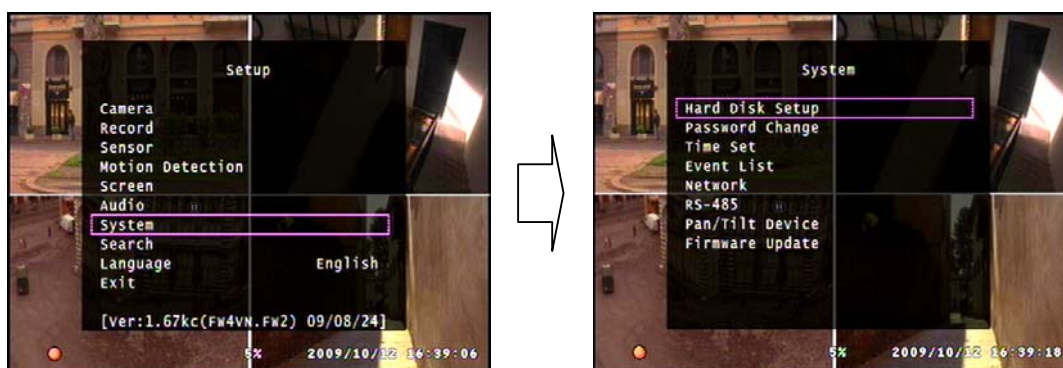 Setup
Camera
Record
Sensor
Motion Detection
Screen
Audio
System
Search
Language English
Exit
[Ver:1.67kc(FW4VN.FW2) 09/08/24]
5% 2009/10/12 16:39:06
System
Hard Disk Setup
Password Change
Time Set
Event List
Network
RS-485
Pan/Tilt Device
Firmware Update
5% 2009/10/12 16:39:18